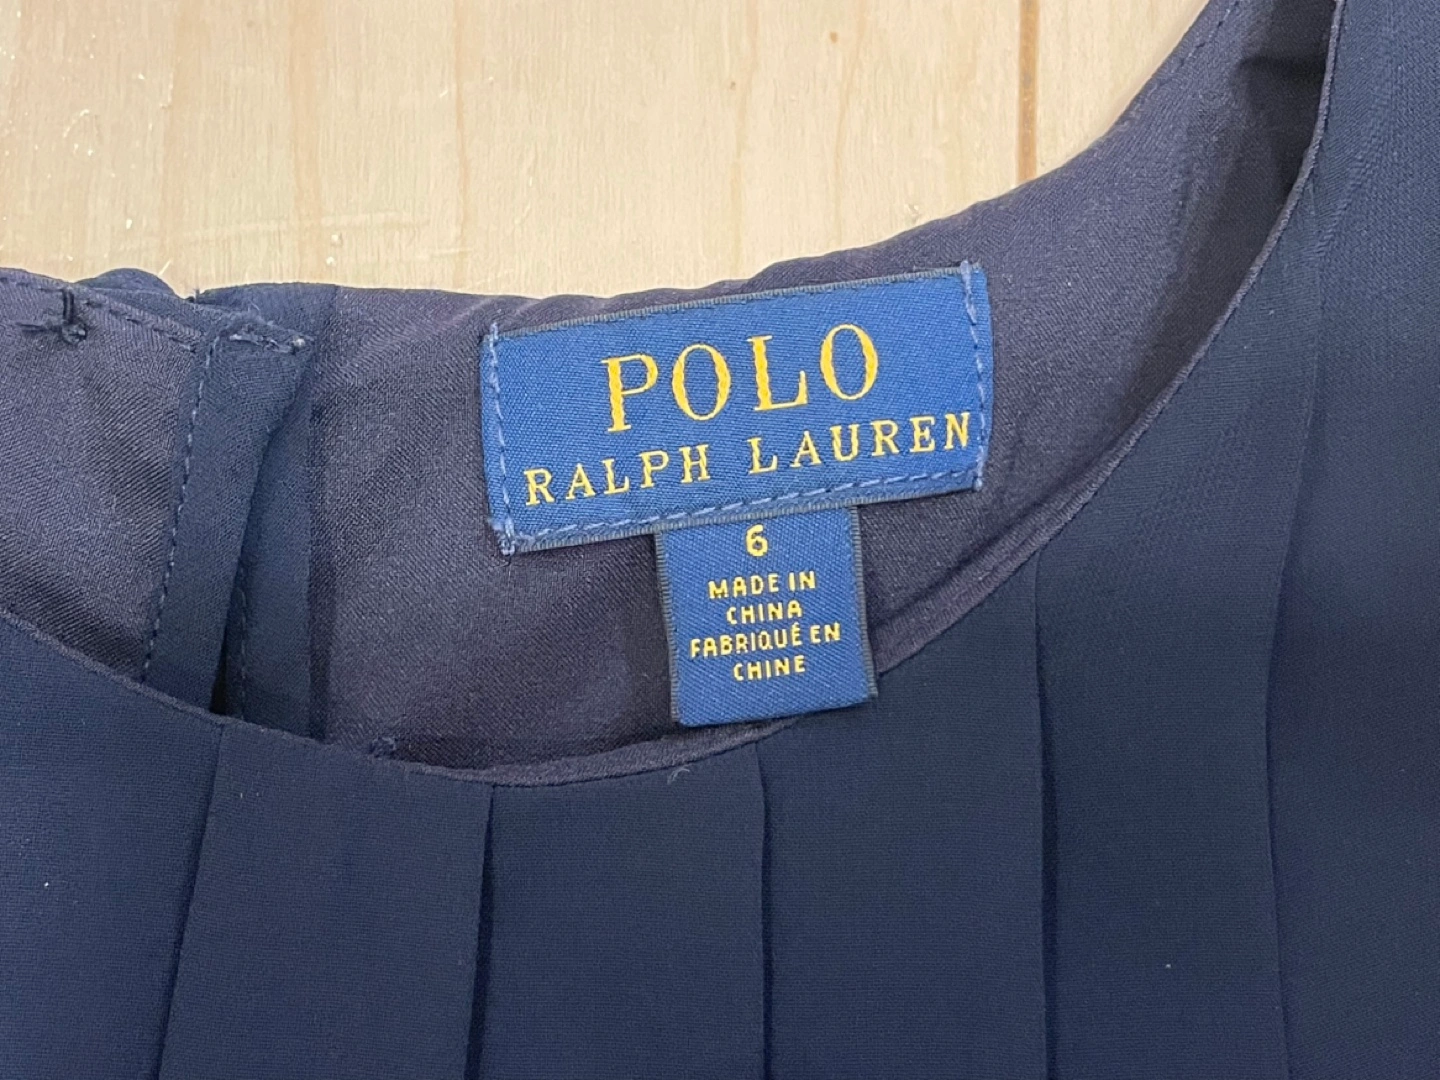 POLO
RALPH LAUREN
6
MADE IN
CHINA
FABRIQUÉ EN
CHINE